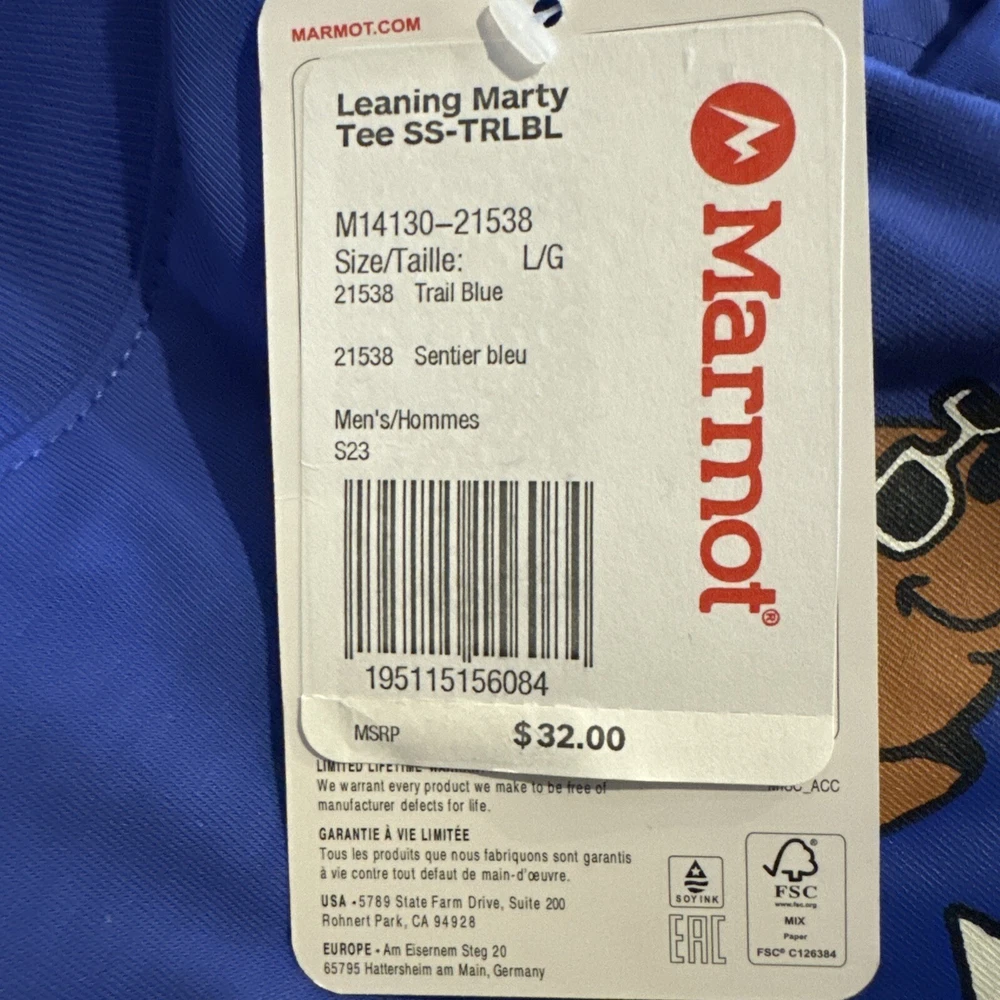 MARMOT.COM
Leaning Marty
Tee SS-TRLBL
M14130-21538
Size/Taille: L/G
21538 Trail Blue
21538 Sentier bleu
Men's/Hommes
S23
195115156084
MSRP $32.00
Marmot®
LIMITED LIFETIME
We warrant every product we make to be free of
manufacturer defects for life.
_ACC
GARANTIE À VIE LIMITÉE
Tous les produits que nous fabriquons sont garantis
à vie contre tout defaut de main-d'œuvre.
USA • 5789 State Farm Drive, Suite 200
Rohnert Park, CA 94928
EUROPE • Am Eisernem Steg 20
65795 Hattersheim am Main, Germany
SOYINK
EAC
FSC
www.fsc.org
MIX
Paper
FSC® C126384